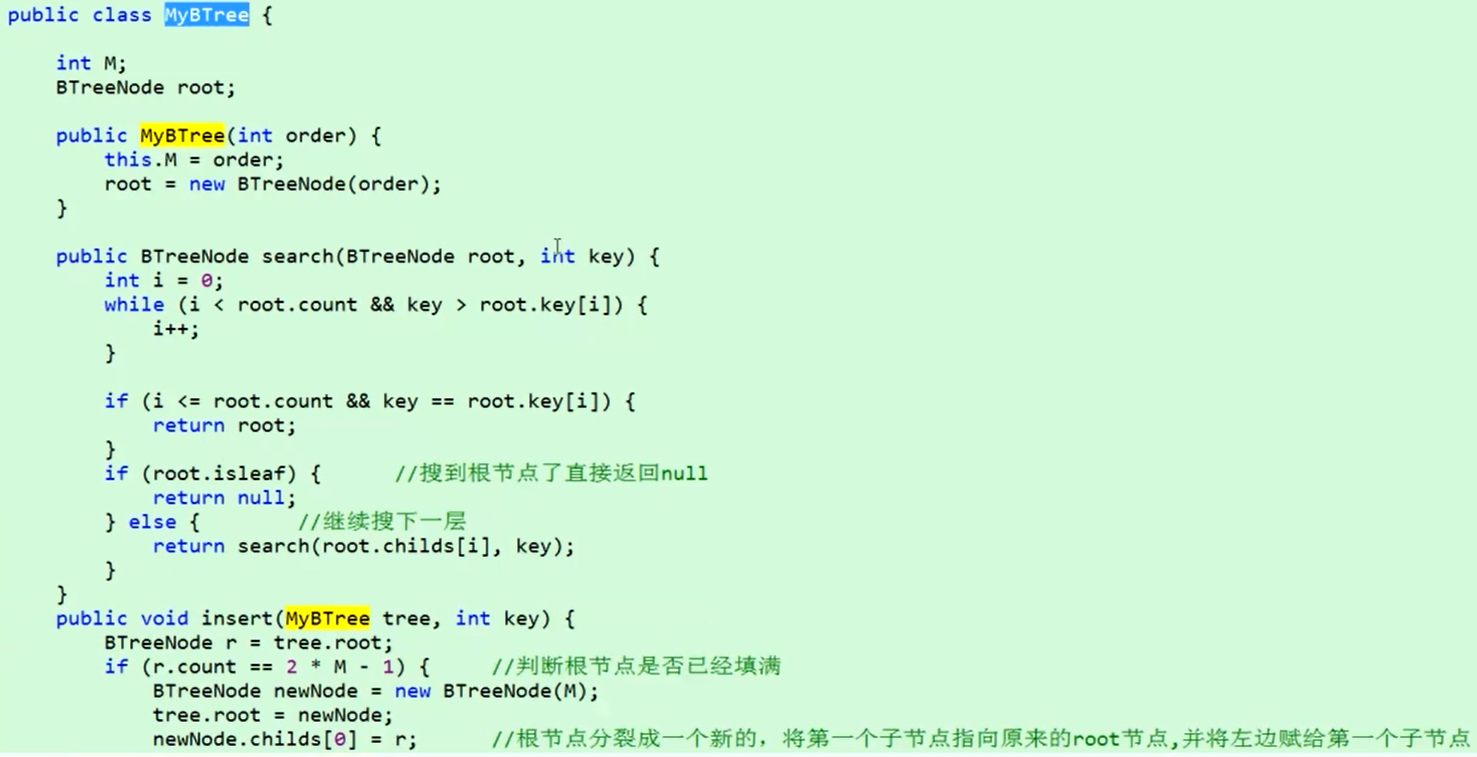 public class MyBTree {
int M;
BTreeNode root;
public MyBTree(int order) {
this.M = order;
root = new BTreeNode(order);
}
public BTreeNode search(BTreeNode root, int key) {
int i = 0;
while (i < root.count && key > root.key[i]) {
i++;
}
if (i <= root.count && key == root.key[i]) {
return root;
}
if (root.isleaf) { //搜到根节点了直接返回null
return null;
} else { //继续搜下一层
return search(root.childs[i], key);
}
}
public void insert(MyBTree tree, int key) {
BTreeNode r = tree.root;
if (r.count == 2 * M - 1) { //判断根节点是否已经填满
BTreeNode newNode = new BTreeNode(M);
tree.root = newNode;
newNode.childs[0] = r; //根节点分裂成一个新的，将第一个子节点指向原来的root节点,并将左边赋给第一个子节点